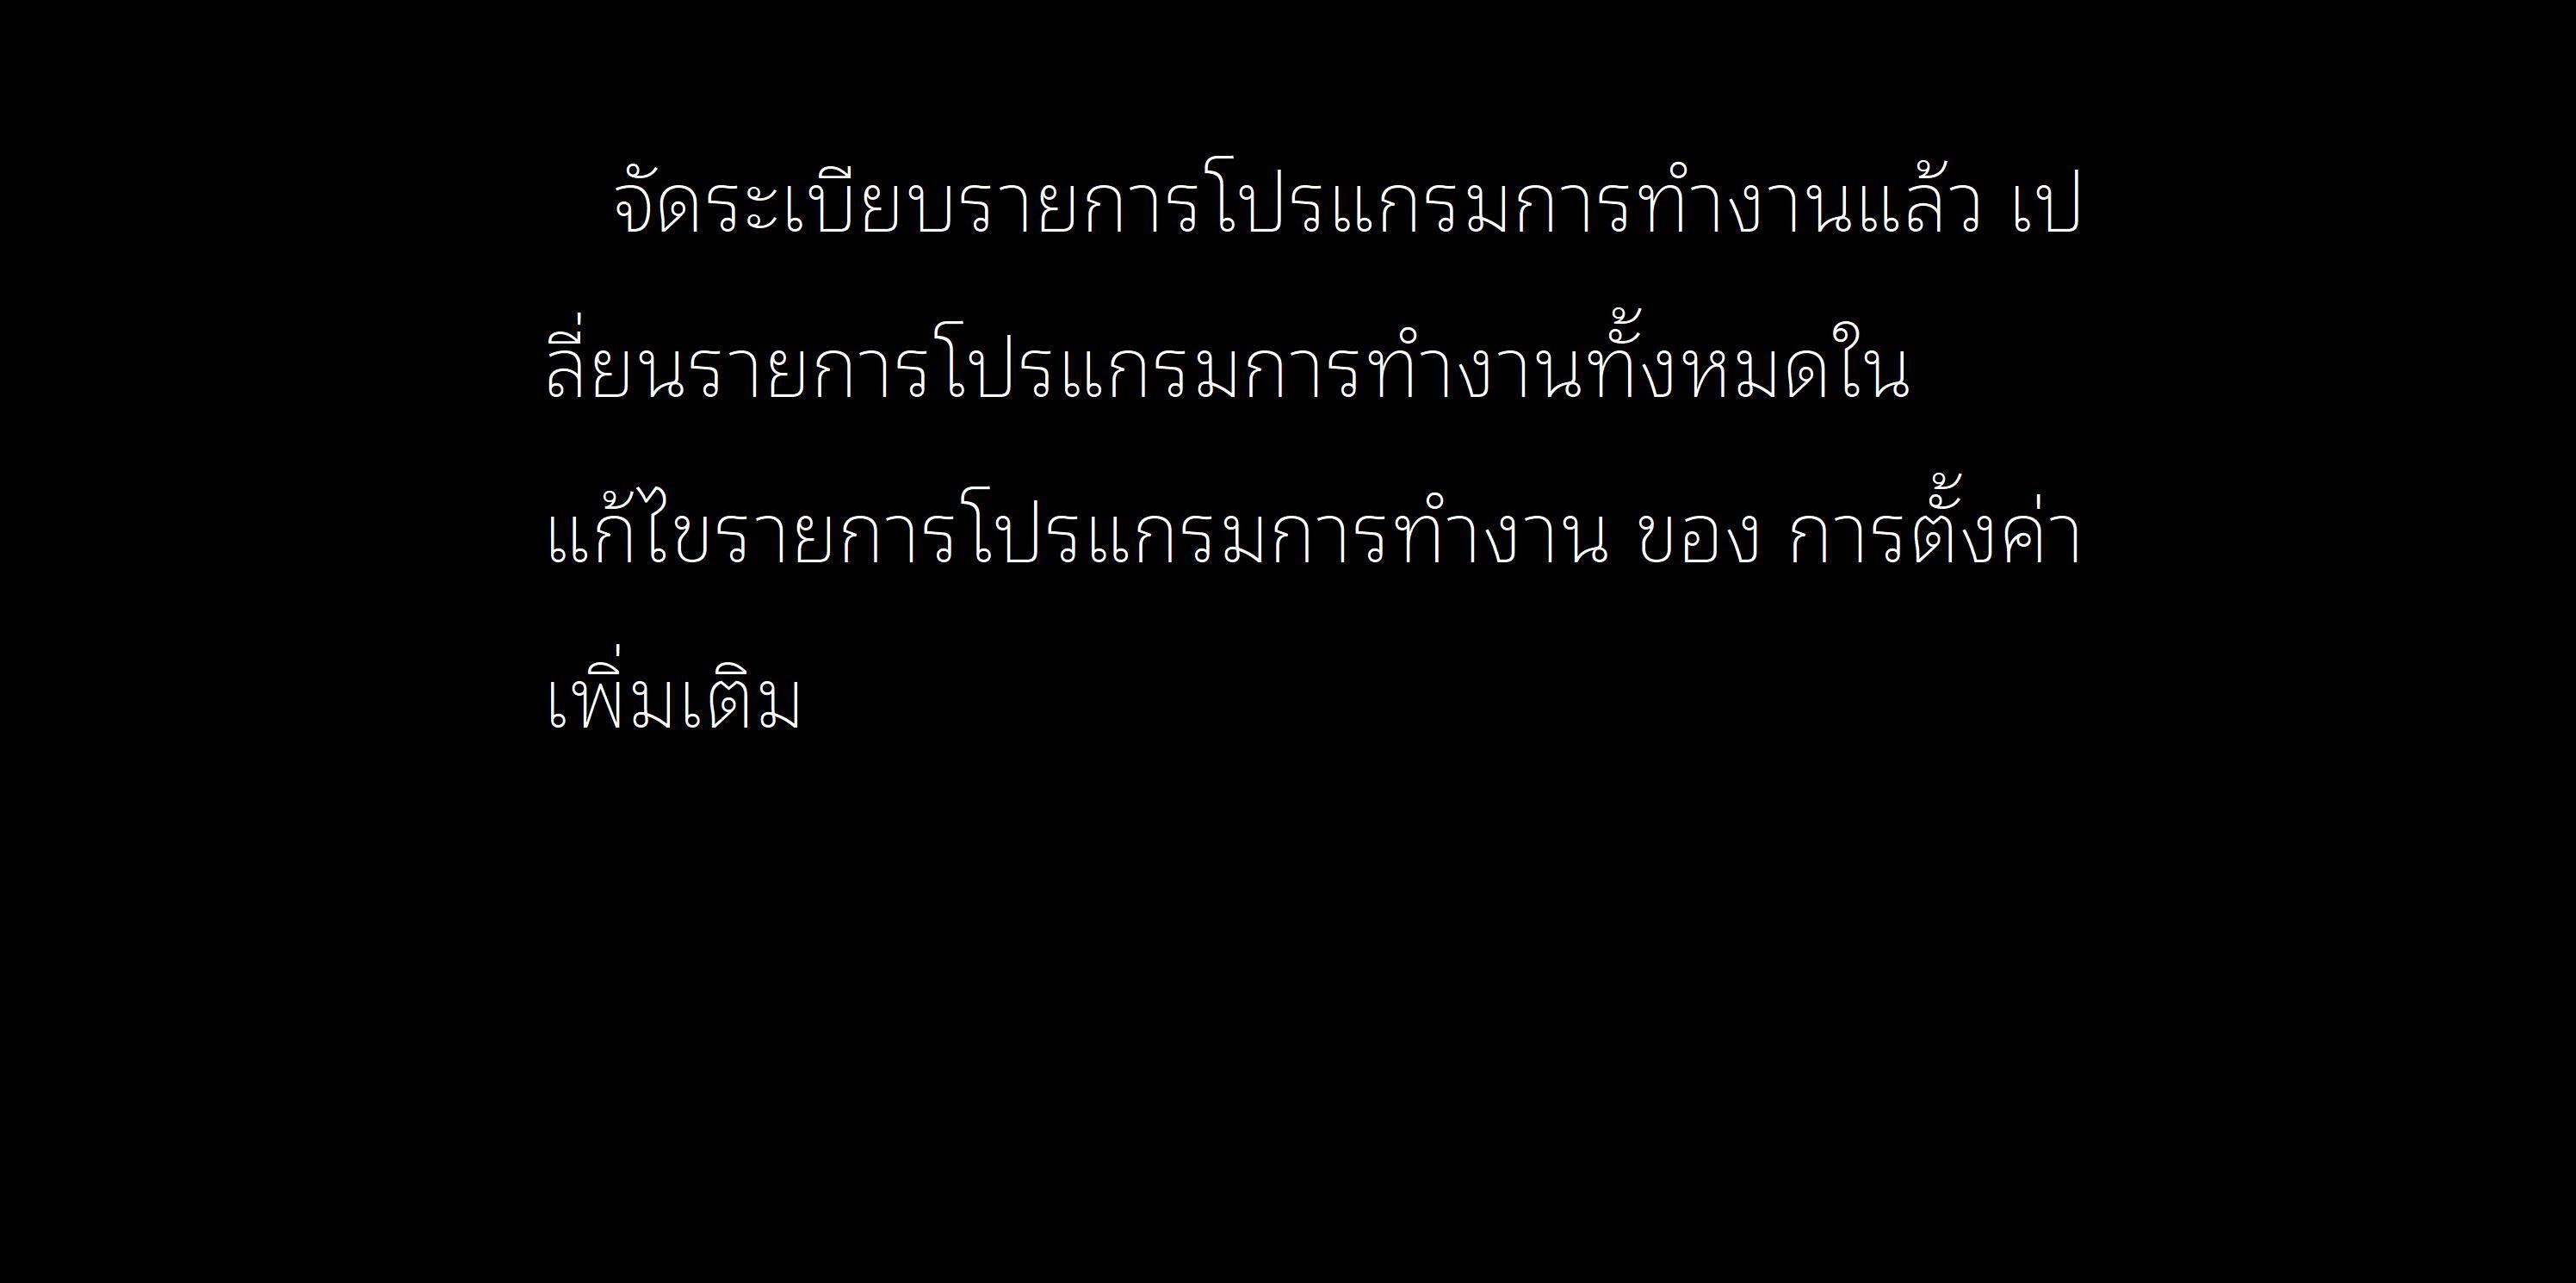 จัดระเบียบรายการโปรแกรมการทำงานแล้ว เป
ลี่ยนรายการโปรแกรมการทำงานทั้งหมดใน
แก้ไขรายการโปรแกรมการทำงาน ของ การตั้งค่า
เพิ่มเติม